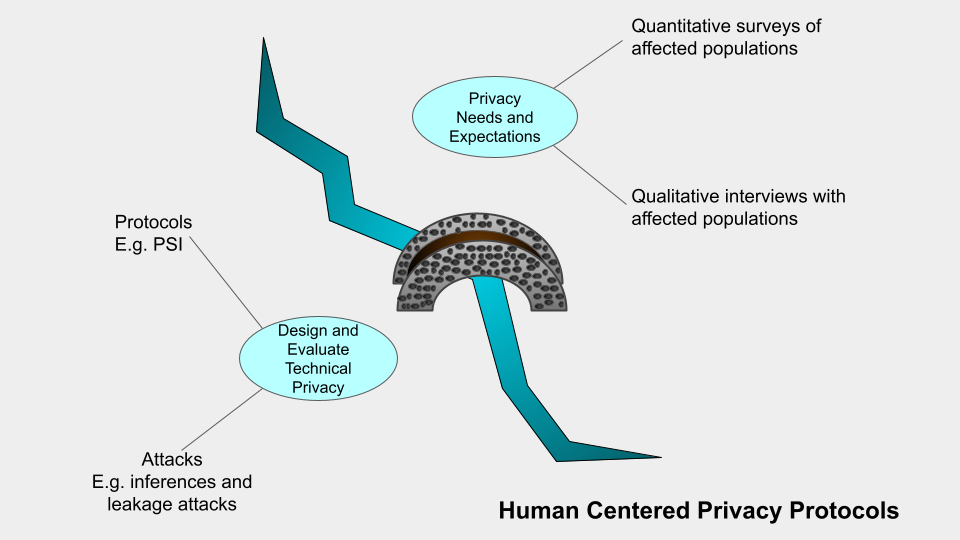 Quantitative surveys of
affected populations
Privacy
Needs and
Expectations
Qualitative interviews with
affected populations
Protocols
E.g. PSI
Design and
Evaluate
Technical
Privacy
Attacks
E.g. inferences and
leakage attacks
Human Centered Privacy Protocols